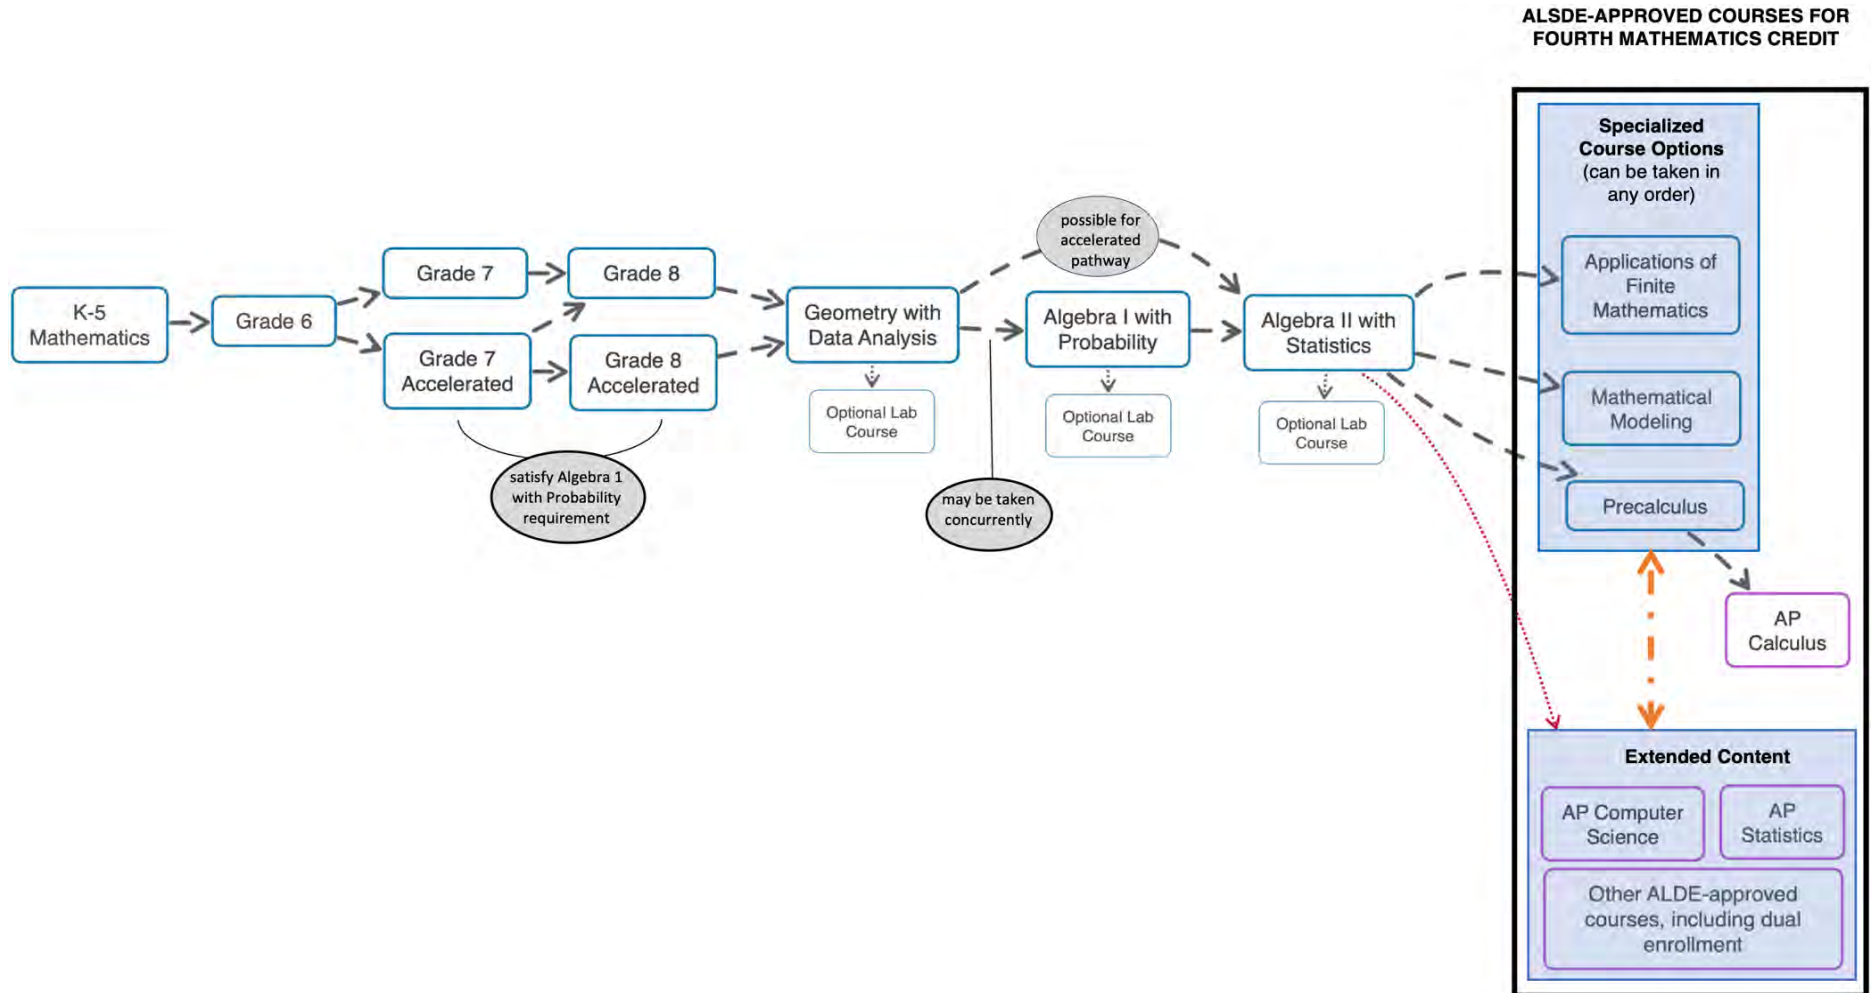 ALSDE-APPROVED COURSES FOR
FOURTH MATHEMATICS CREDIT
K-5
Mathematics
Grade 6
Grade 7
Grade 7
Accelerated
Grade 8
Grade 8
Accelerated
satisfy Algebra 1
with Probability
requirement
Geometry with
Data Analysis
Optional Lab
Course
may be taken
concurrently
possible for
accelerated
pathway
Algebra I with
Probability
Optional Lab
Course
Algebra II with
Statistics
Optional Lab
Course
Specialized
Course Options
(can be taken in
any order)
Applications of
Finite
Mathematics
Mathematical
Modeling
Precalculus
AP
Calculus
Extended Content
AP Computer
Science
AP
Statistics
Other ALDE-approved
courses, including dual
enrollment